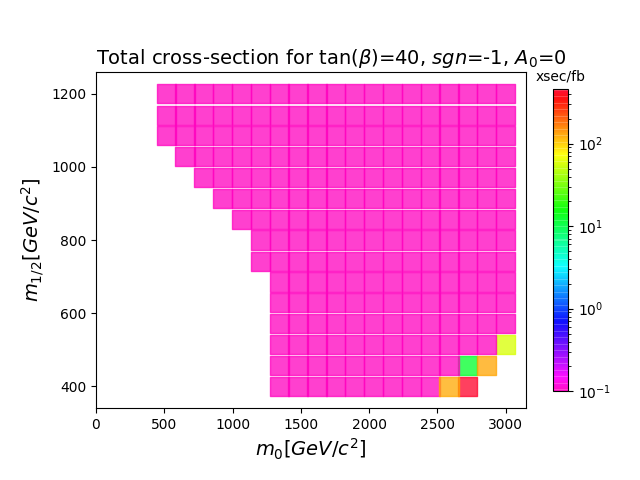 Total cross-section for tan(β)=40, sgn=-1, A₀=0
xsec/fb
m₁/₂[GeV/c²]
1200
1000
800
600
400
0 500 1000 1500 2000 2500 3000
m₀[GeV/c²]
10²
10¹
10⁰
10⁻¹